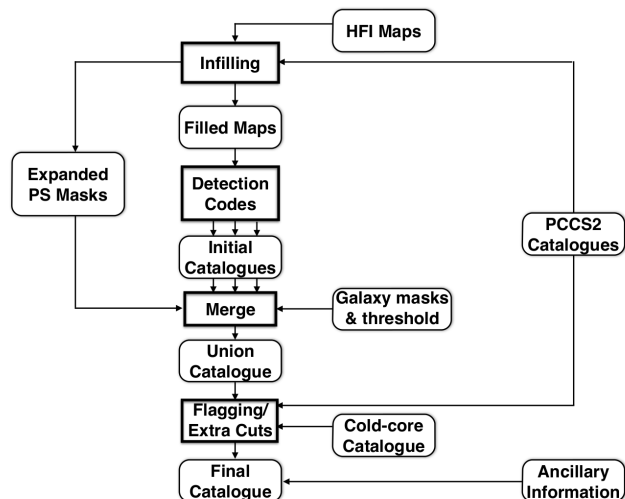 HFI Maps
Infilling
Filled Maps
Expanded
PS Masks
Detection
Codes
PCCS2
Catalogues
Initial
Catalogues
Galaxy masks
& threshold
Merge
Union
Catalogue
Flagging/
Extra Cuts
Cold-core
Catalogue
Final
Catalogue
Ancillary
Information